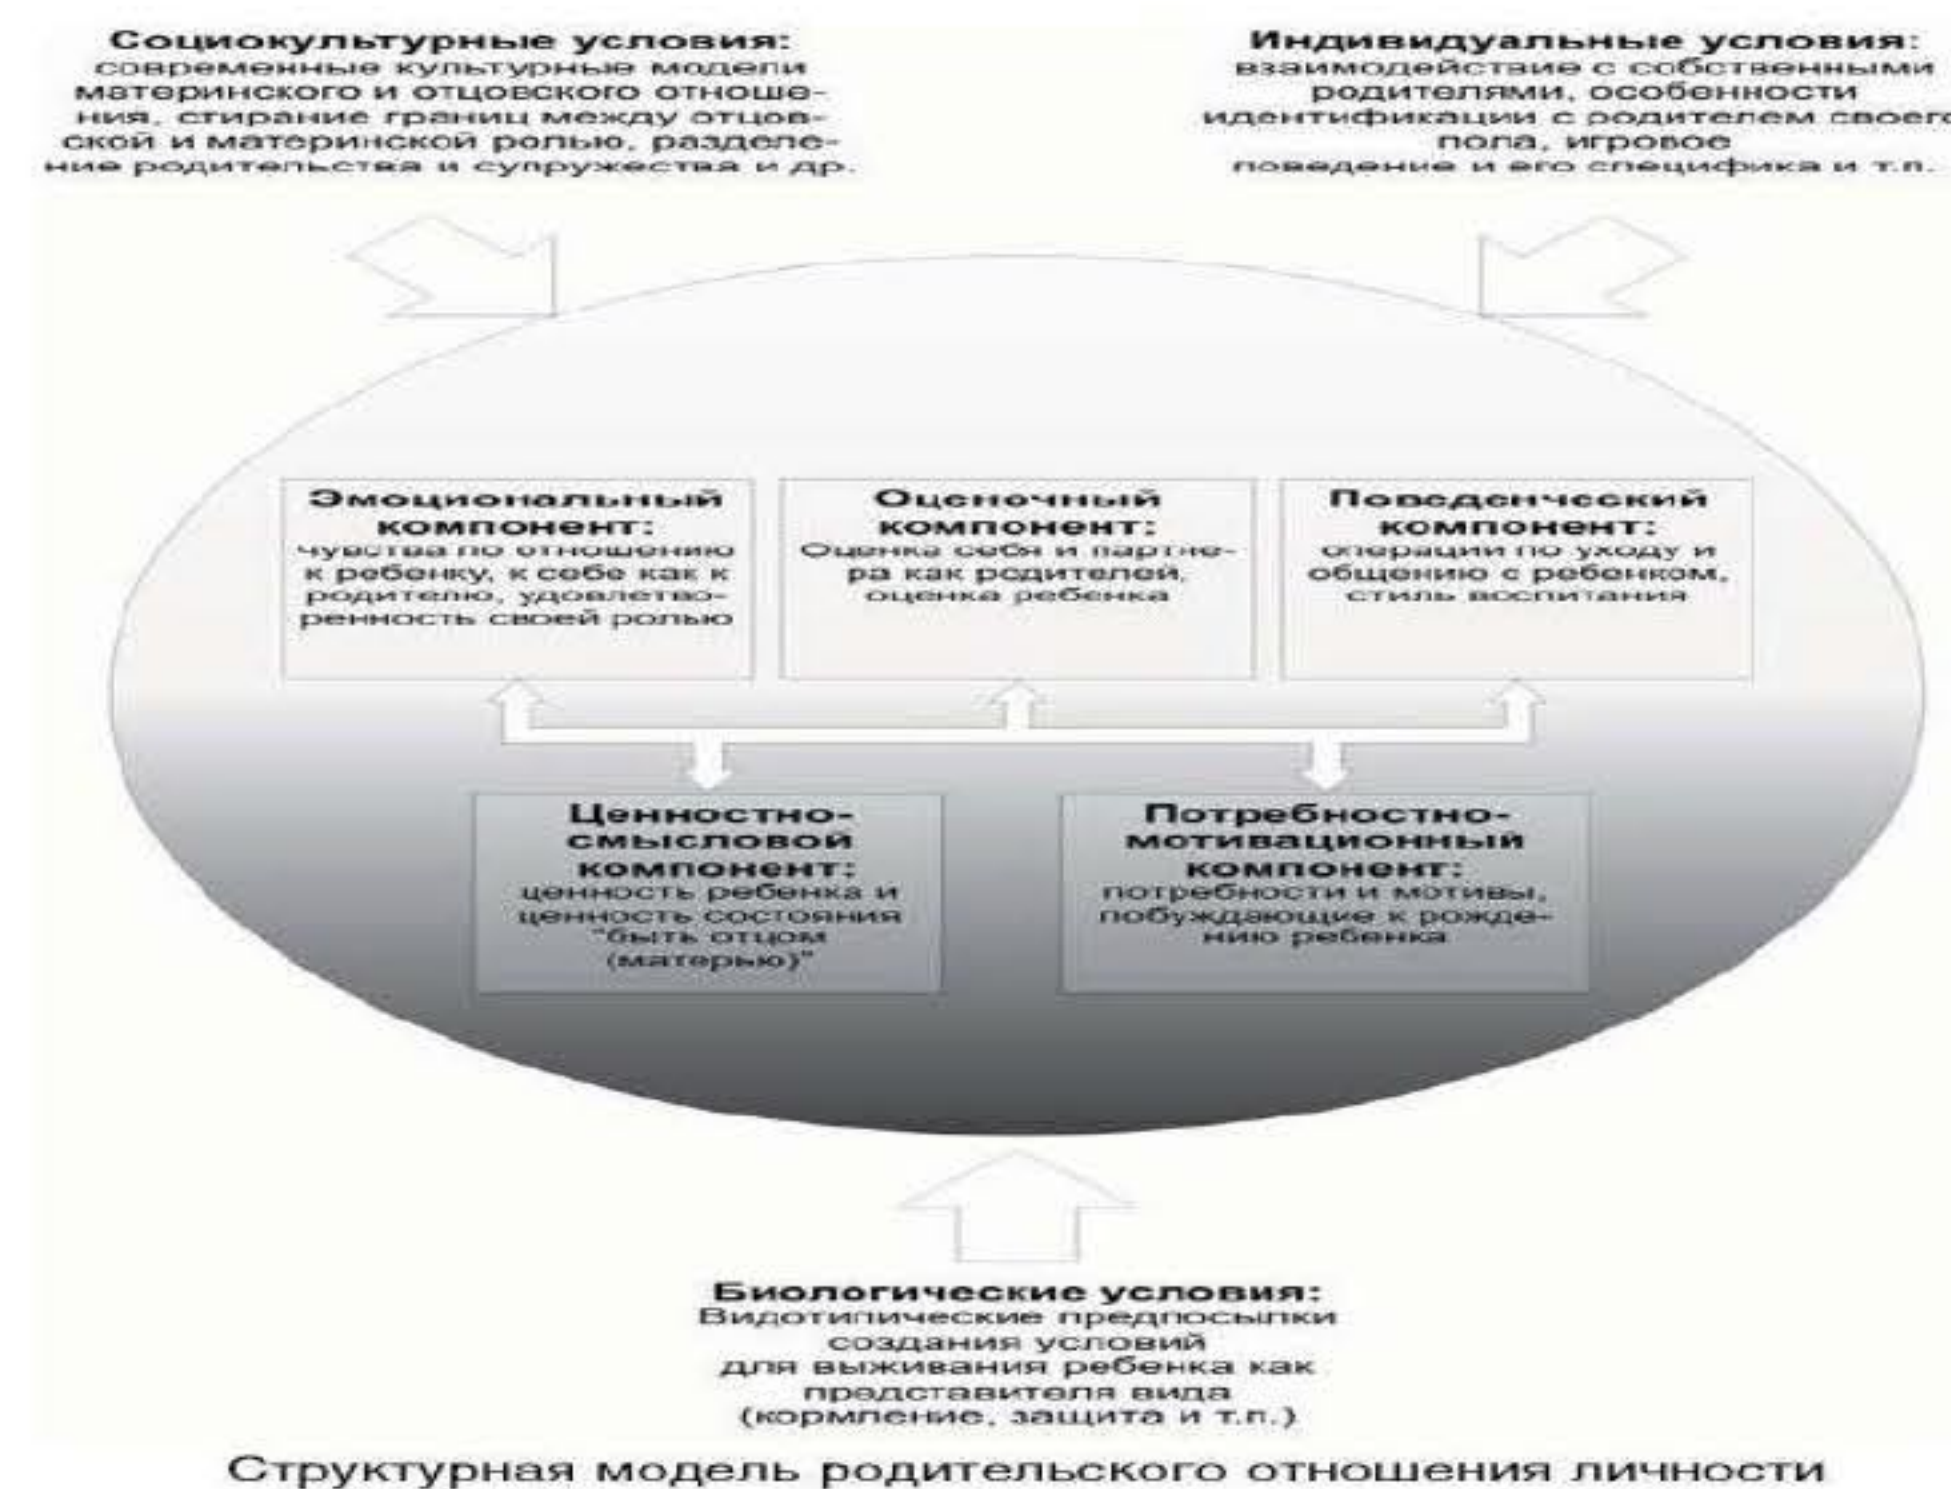 Социокультурные условия:
современные культурные модели
материнского и отцовского отноше-
ния, стирание границ между отцов-
ской и материнской ролью, разделе-
ние родительства и супружества и др.
Индивидуальные условия:
взаимодействие с собственными
родителями, особенности
идентификации с родителем своего
пола, игровое
поведение и его специфика и т.п.
Эмоциональный
компонент:
чувства по отношению
к ребенку, к себе как к
родителю, удовлетво-
ренность своей ролью
Оценочный
компонент:
Оценка себя и партне-
ра как родителей,
оценка ребенка
Поведенческий
компонент:
операции по уходу и
общению с ребенком,
стиль воспитания
Ценностно-
смысловой
компонент:
ценность ребенка и
ценность состояния
"быть отцом
(матерью)"
Потребностно-
мотивационный
компонент:
потребности и мотивы,
побуждающие к рожде-
нию ребенка
Биологические условия:
Видотипические предпосылки
создания условий
для выживания ребенка как
представителя вида
(кормление, защита и т.п.)
Структурная модель родительского отношения личности